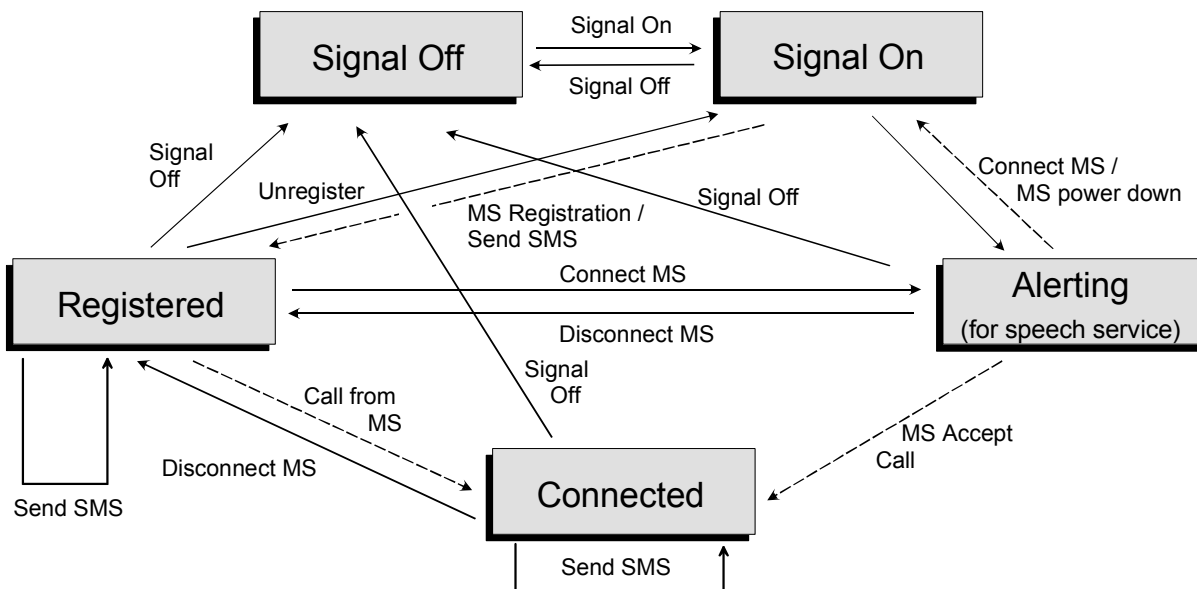 Signal On
Signal Off
Signal On
Signal Off
Signal
Off
Unregister
MS Registration /
Send SMS
Signal Off
Connect MS /
MS power down
Registered
Connect MS
Disconnect MS
Alerting
(for speech service)
Call from
MS
Signal
Off
MS Accept
Call
Disconnect MS
Send SMS
Connected
Send SMS